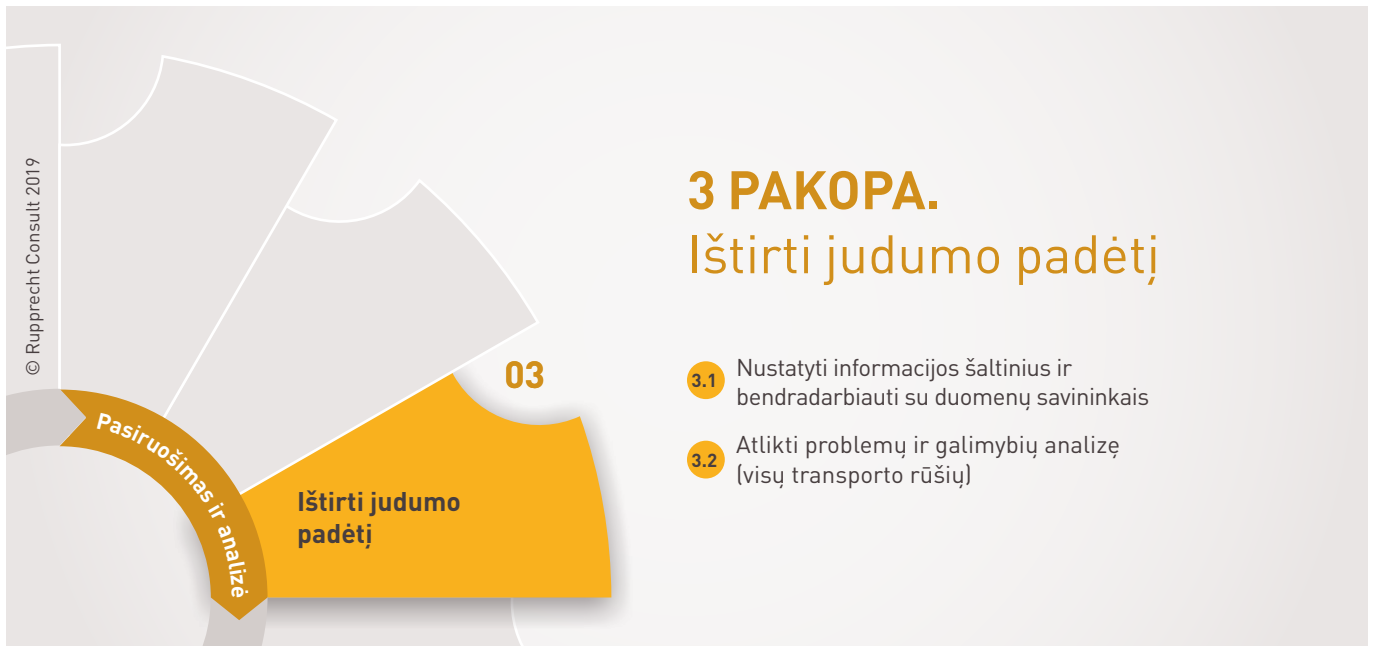 © Rupprecht Consult 2019
Pasiruošimas ir analizė
03
Ištirti judumo
padėtį
3 PAKOPA.
Ištirti judumo padėtį
3.1 Nustatyti informacijos šaltinius ir
bendradarbiauti su duomenų savininkais
3.2 Atlikti problemų ir galimybių analizę
(visų transporto rūšių)